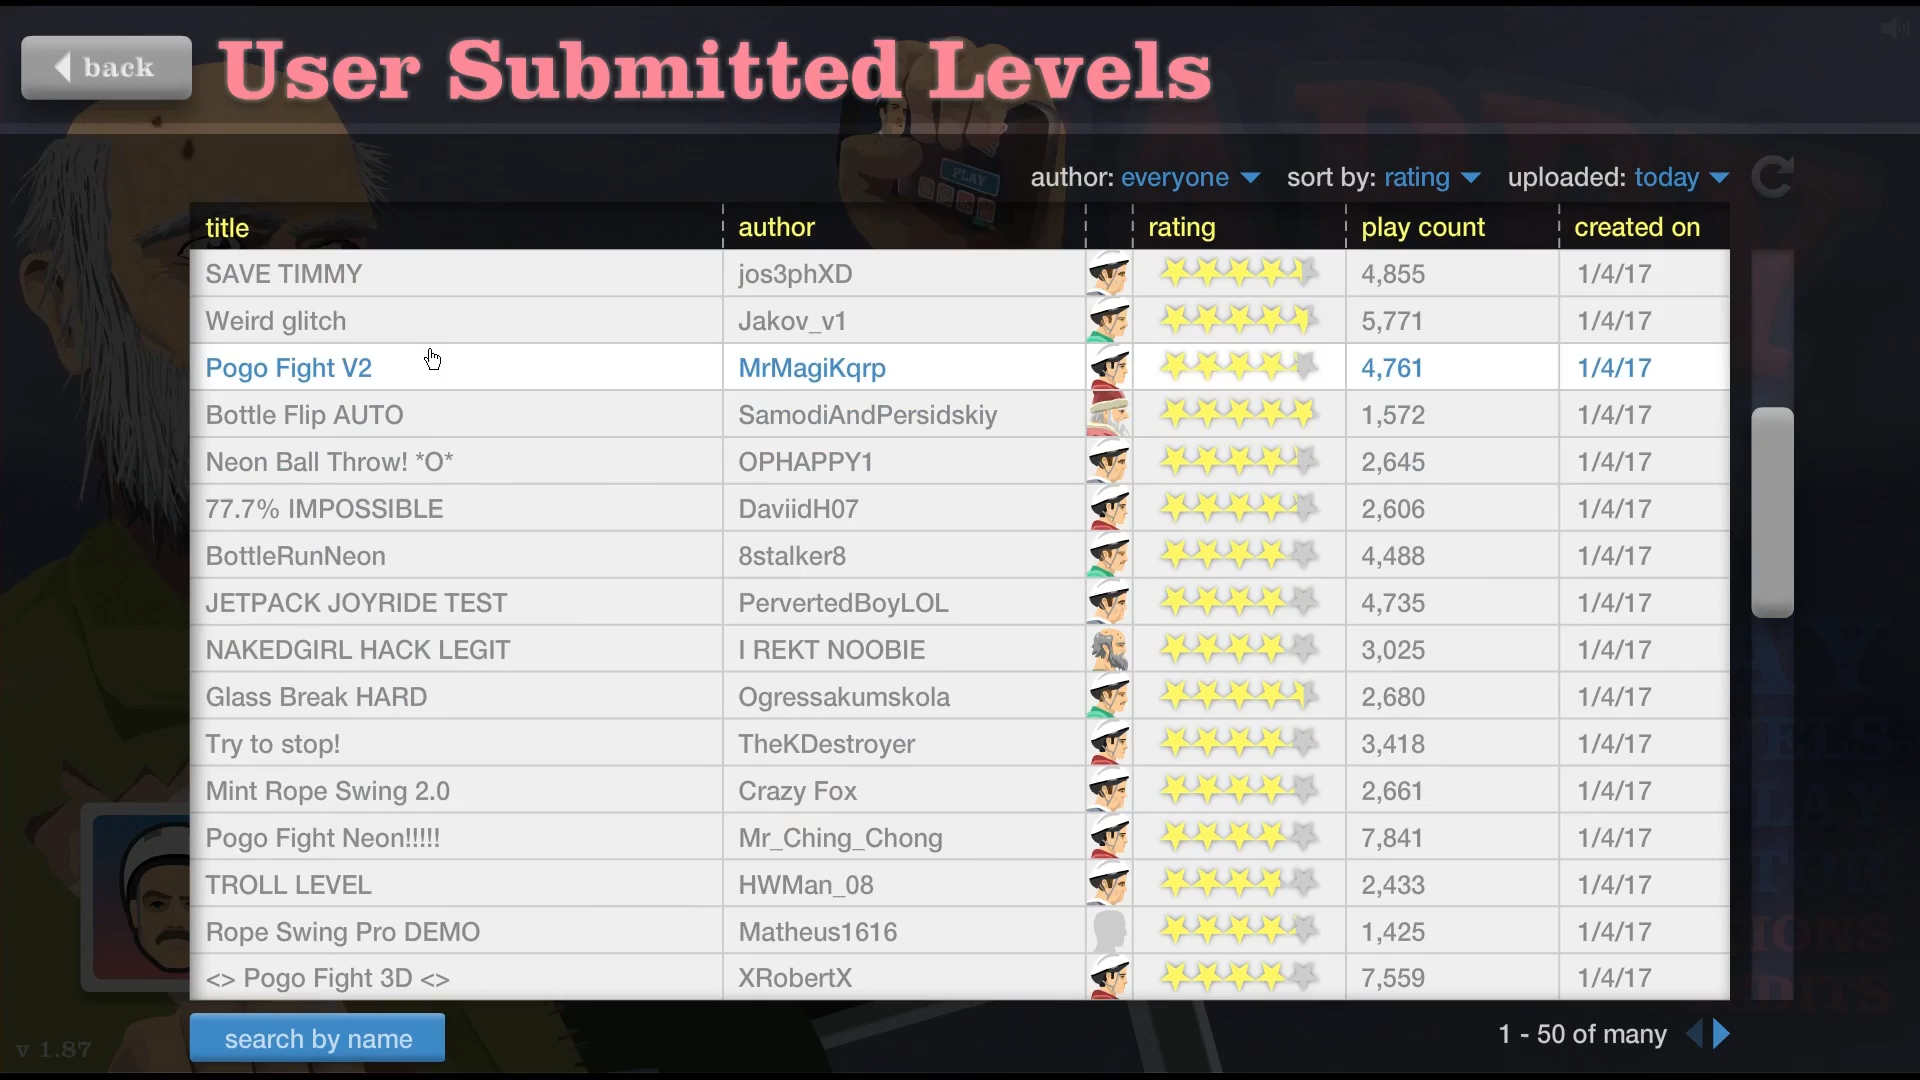 back
User Submitted Levels
author: everyone sort by: rating uploaded: today
title author rating play count created on
SAVE TIMMY jos3phXD 4,855 1/4/17
Weird glitch Jakov_v1 5,771 1/4/17
Pogo Fight V2 MrMagiKqrp 4,761 1/4/17
Bottle Flip AUTO SamodiAndPersidskiy 1,572 1/4/17
Neon Ball Throw! *O* OPHAPPY1 2,645 1/4/17
77.7% IMPOSSIBLE DaviidH07 2,606 1/4/17
BottleRunNeon 8stalker8 4,488 1/4/17
JETPACK JOYRIDE TEST PervertedBoyLOL 4,735 1/4/17
NAKEDGIRL HACK LEGIT I REKT NOOBIE 3,025 1/4/17
Glass Break HARD Ogressakumskola 2,680 1/4/17
Try to stop! TheKDestroyer 3,418 1/4/17
Mint Rope Swing 2.0 Crazy Fox 2,661 1/4/17
Pogo Fight Neon!!!!! Mr_Ching_Chong 7,841 1/4/17
TROLL LEVEL HWMan_08 2,433 1/4/17
Rope Swing Pro DEMO Matheus1616 1,425 1/4/17
<> Pogo Fight 3D <> XRobertX 7,559 1/4/17
search by name
1 - 50 of many
v 1.87
PLAY